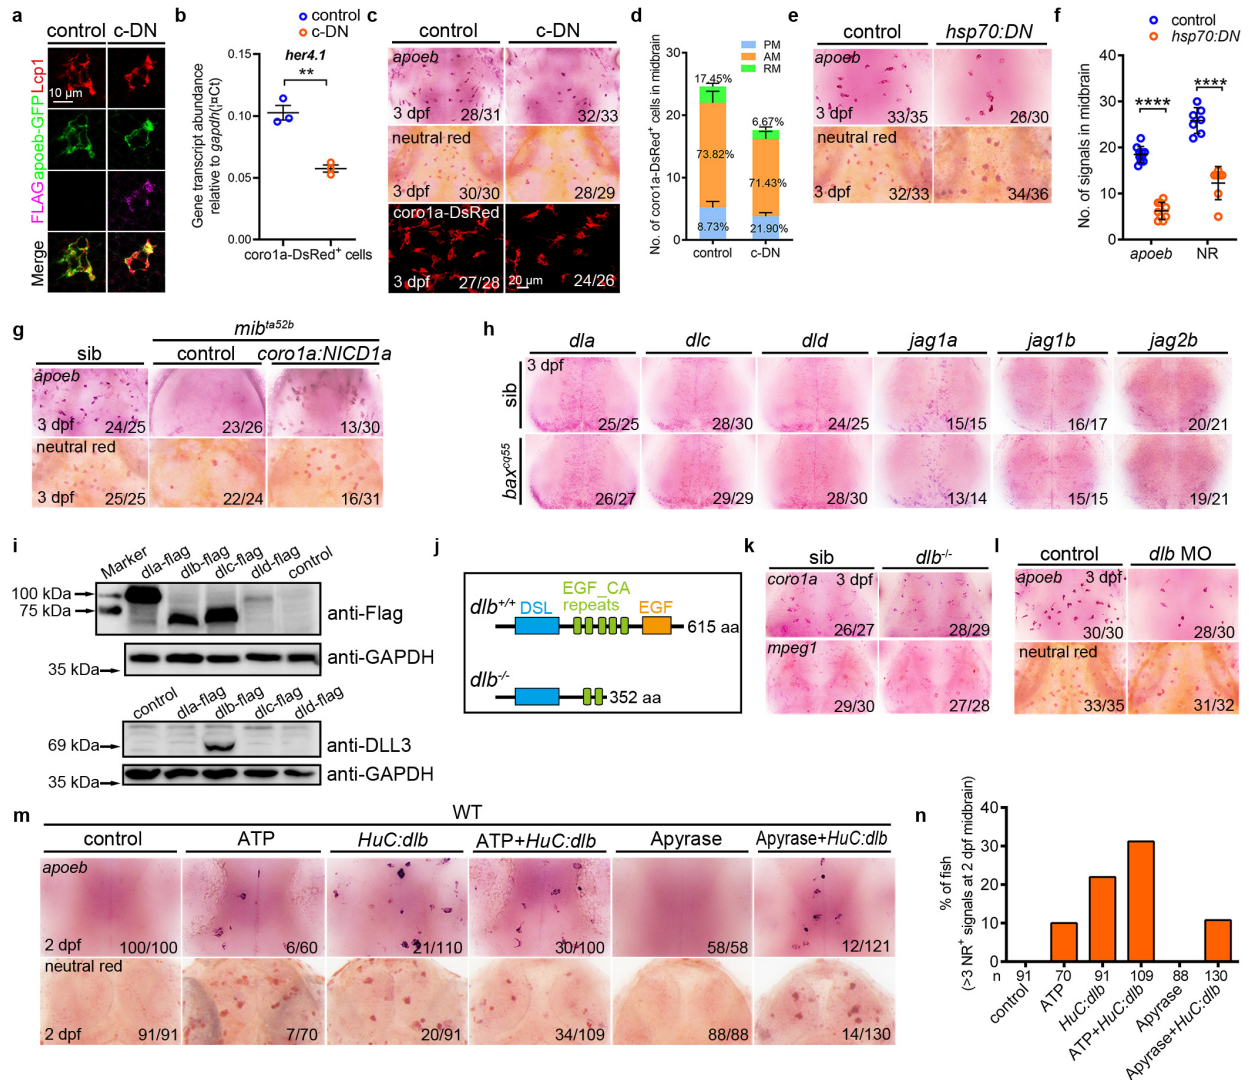 a
control c-DN
FLAG apoeb-GFP Lcp1
10 μm
Merge
b
control
c-DN
Gene transcript abundance
relative to gapdh(¤Ct)
0.15
0.10
0.05
0.00
her4.1
**
coro1a-DsRed+ cells
c
control c-DN
apoeb
3 dpf 28/31 32/33
neutral red
3 dpf 30/30 28/29
coro1a-DsRed
3 dpf 27/28 20 μm 24/26
d
No. of coro1a-DsRed+ cells in midbrain
PM
AM
RM
30
20
10
0
17.45%
73.82%
8.73%
6.67%
71.43%
21.90%
control c-DN
e
control hsp70:DN
apoeb
3 dpf 33/35 26/30
neutral red
3 dpf 32/33 34/36
f
control
hsp70:DN
No. of signals in midbrain
40
30
20
10
0
**** ****
apoeb NR
g
mibta52b
sib control coro1a:NICD1a
apoeb
3 dpf 24/25 23/26 13/30
neutral red
3 dpf 25/25 22/24 16/31
h
dla dlc dld jag1a jag1b jag2b
sib
3 dpf
25/25 28/30 24/25 15/15 16/17 20/21
baxcq55
26/27 29/29 28/30 13/14 15/15 19/21
i
Marker dla-flag dlb-flag dlc-flag dld-flag control
100 kDa
75 kDa
anti-Flag
35 kDa
anti-GAPDH
control dla-flag dlb-flag dlc-flag dld-flag
69 kDa
anti-DLL3
35 kDa
anti-GAPDH
j
dlb+/+
DSL
EGF_CA
repeats
EGF
615 aa
dlb-/-
352 aa
k
sib dlb-/-
coro1a 3 dpf
26/27 28/29
mpeg1
29/30 27/28
l
control dlb MO
apoeb 3 dpf
30/30 28/30
neutral red
33/35 31/32
m
WT
control ATP HuC:dlb ATP+HuC:dlb Apyrase Apyrase+HuC:dlb
apoeb
2 dpf 100/100 6/60 21/110 30/100 58/58 12/121
neutral red
2 dpf 91/91 7/70 20/91 34/109 88/88 14/130
n
% of fish
(>3 NR+ signals at 2 dpf midbrain)
40
30
20
10
0
n 91 70 91 109 88 130
control ATP HuC:dlb ATP+HuC:dlb Apyrase Apyrase+HuC:dlb